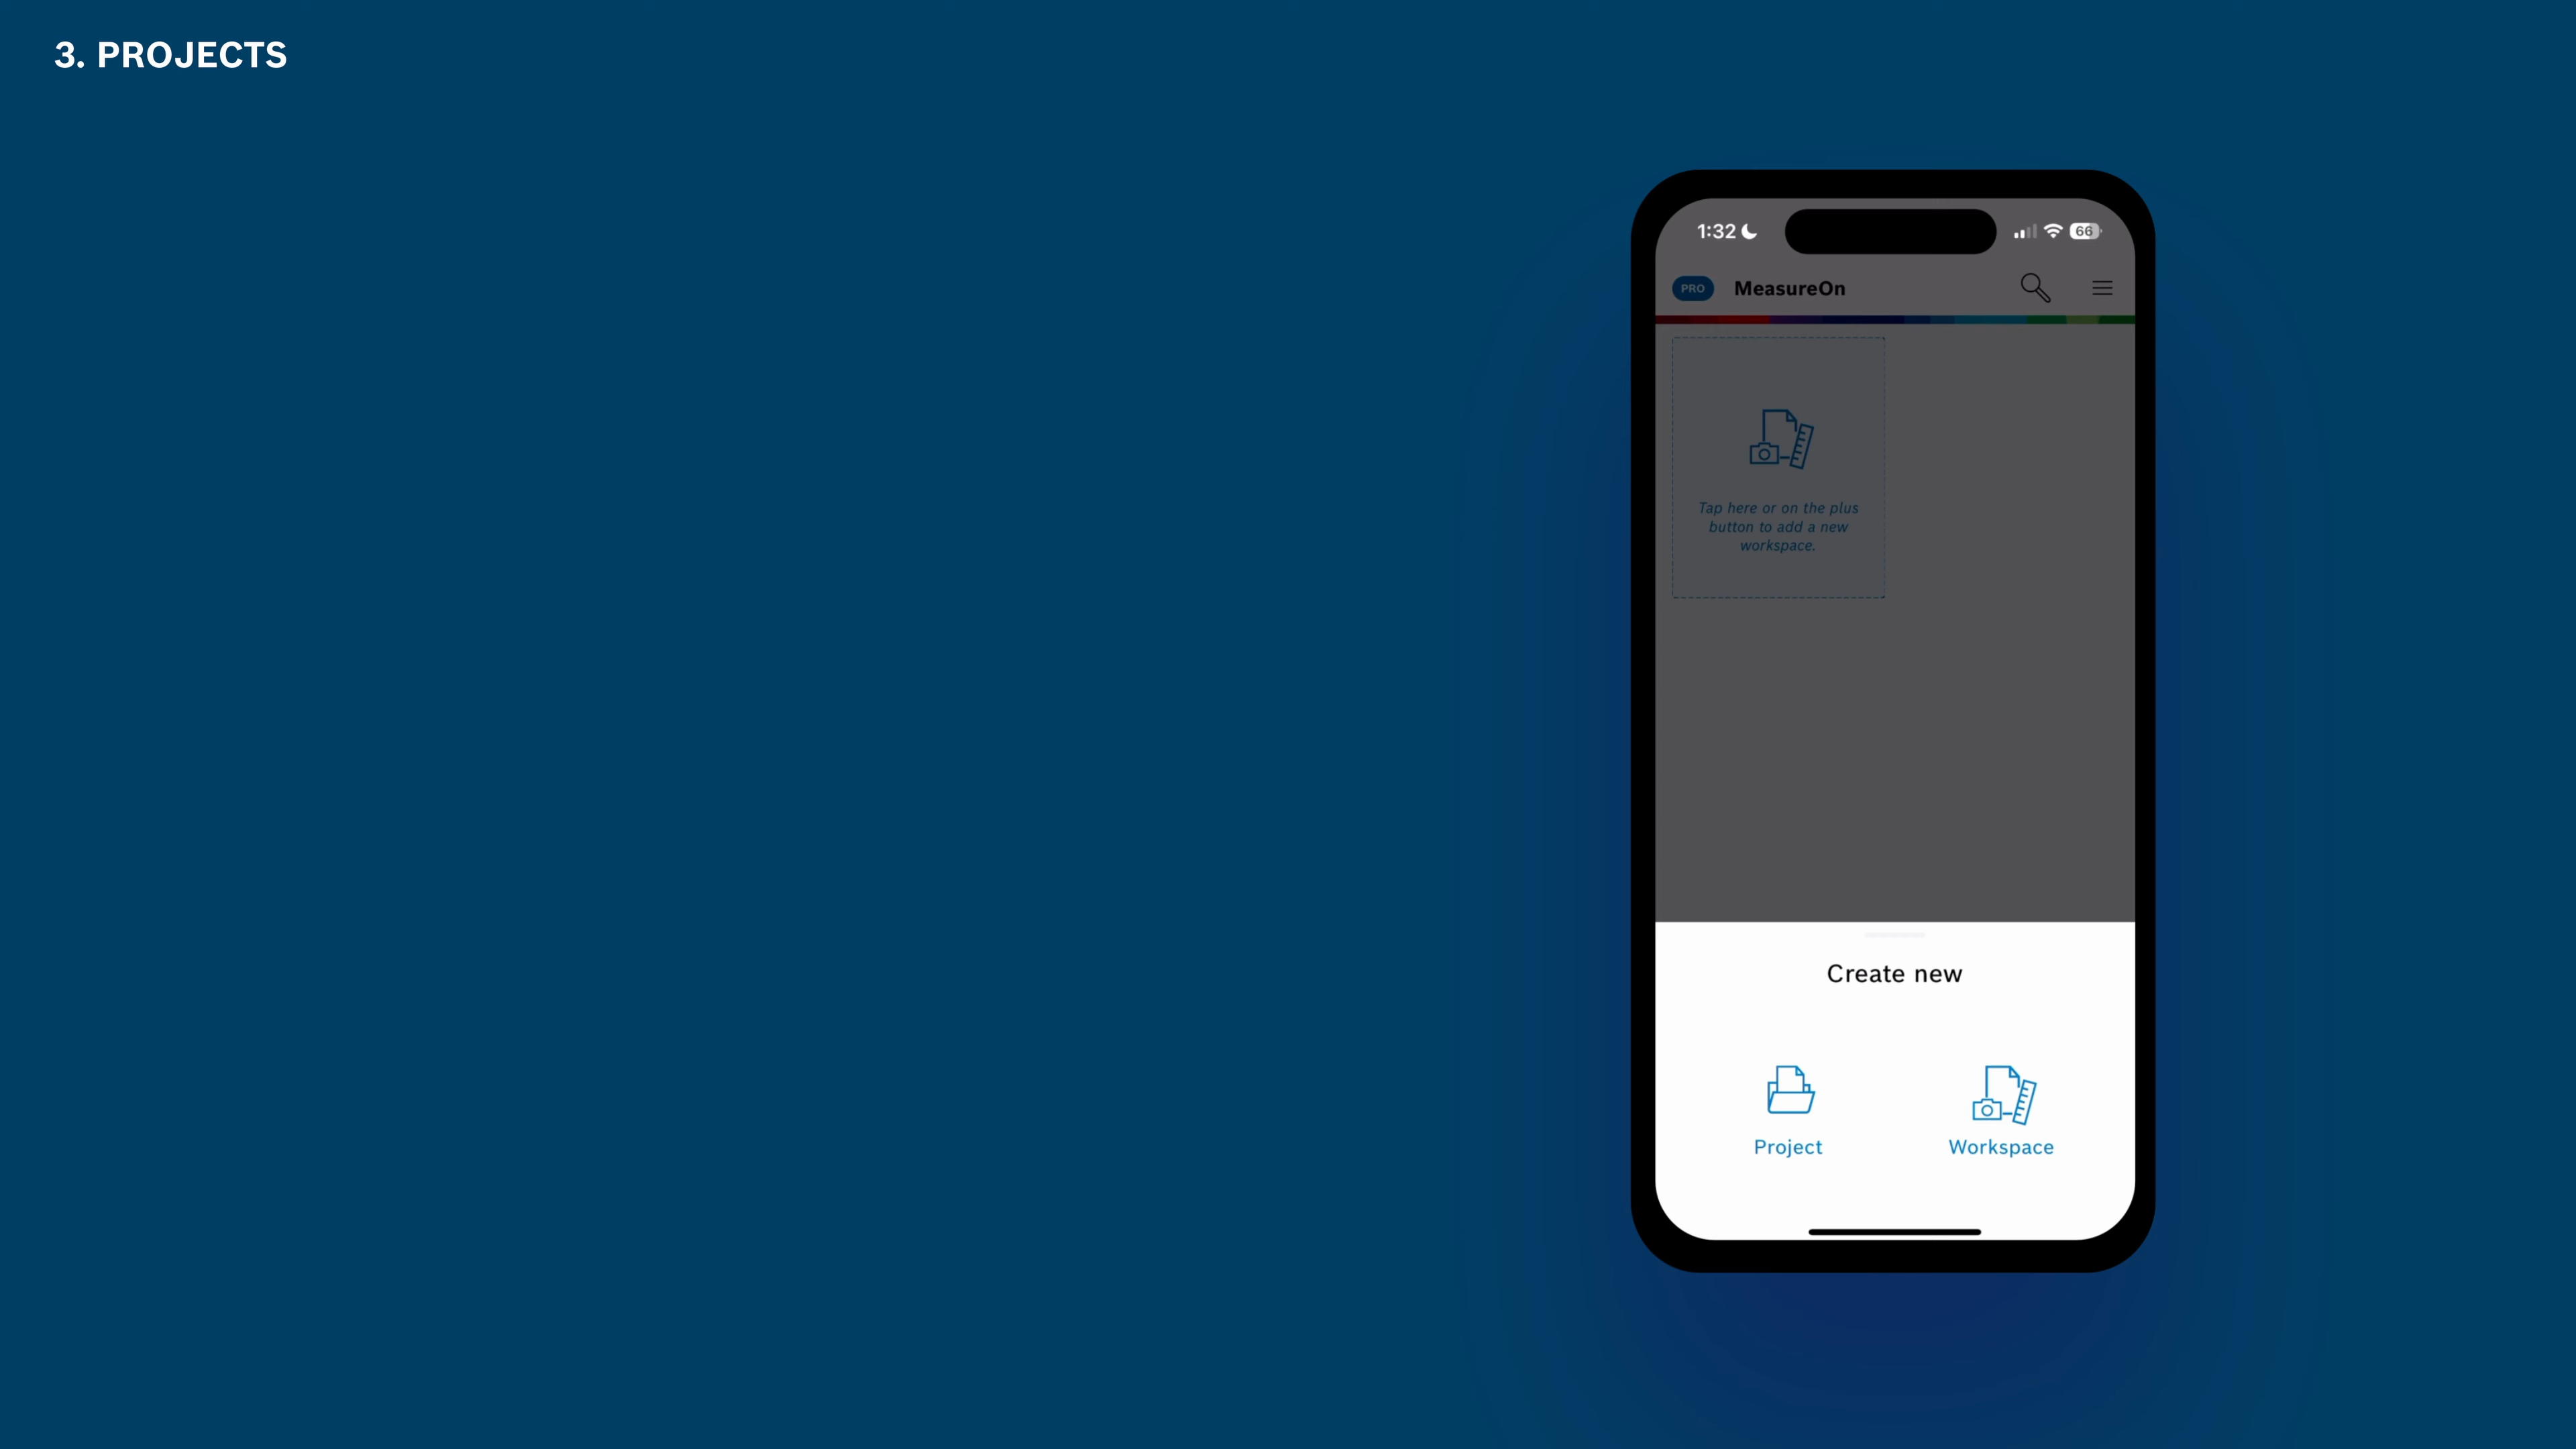 3. PROJECTS
1:32
66
PRO MeasureOn
Tap here or on the plus
button to add a new
workspace.
Create new
Project Workspace